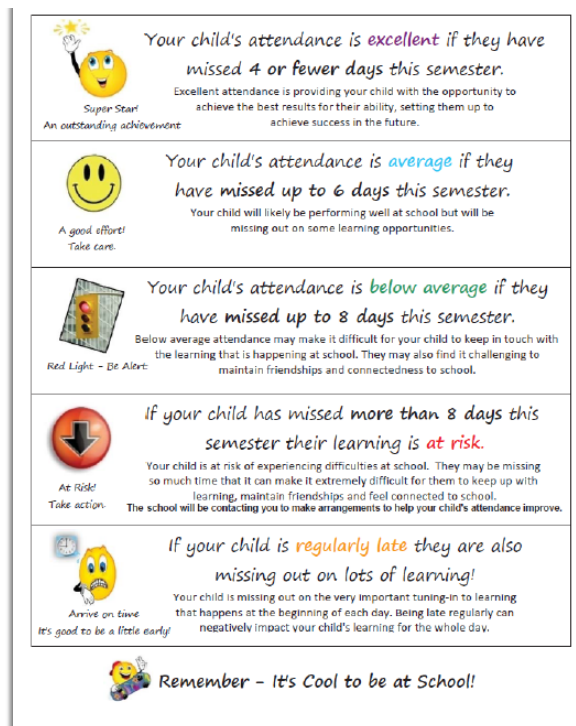 Your child's attendance is excellent if they have
missed 4 or fewer days this semester.
Excellent attendance is providing your child with the opportunity to
achieve the best results for their ability, setting them up to
achieve success in the future.
Super Star!
An outstanding achievement
Your child's attendance is average if they
have missed up to 6 days this semester.
Your child will likely be performing well at school but will be
missing out on some learning opportunities.
A good effort!
Take care.
Your child's attendance is below average if they
have missed up to 8 days this semester.
Below average attendance may make it difficult for your child to keep in touch with
the learning that is happening at school. They may also find it challenging to
maintain friendships and connectedness to school.
Red Light - Be Alert
If your child has missed more than 8 days this
semester their learning is at risk.
Your child is at risk of experiencing difficulties at school. They may be missing
so much time that it can make it extremely difficult for them to keep up with
learning, maintain friendships and feel connected to school.
The school will be contacting you to make arrangements to help your child's attendance improve.
At Risk!
Take action.
If your child is regularly late they are also
missing out on lots of learning!
Your child is missing out on the very important tuning-in to learning
that happens at the beginning of each day. Being late regularly can
negatively impact your child's learning for the whole day.
Arrive on time
It's good to be a little early!
Remember - It's Cool to be at School!